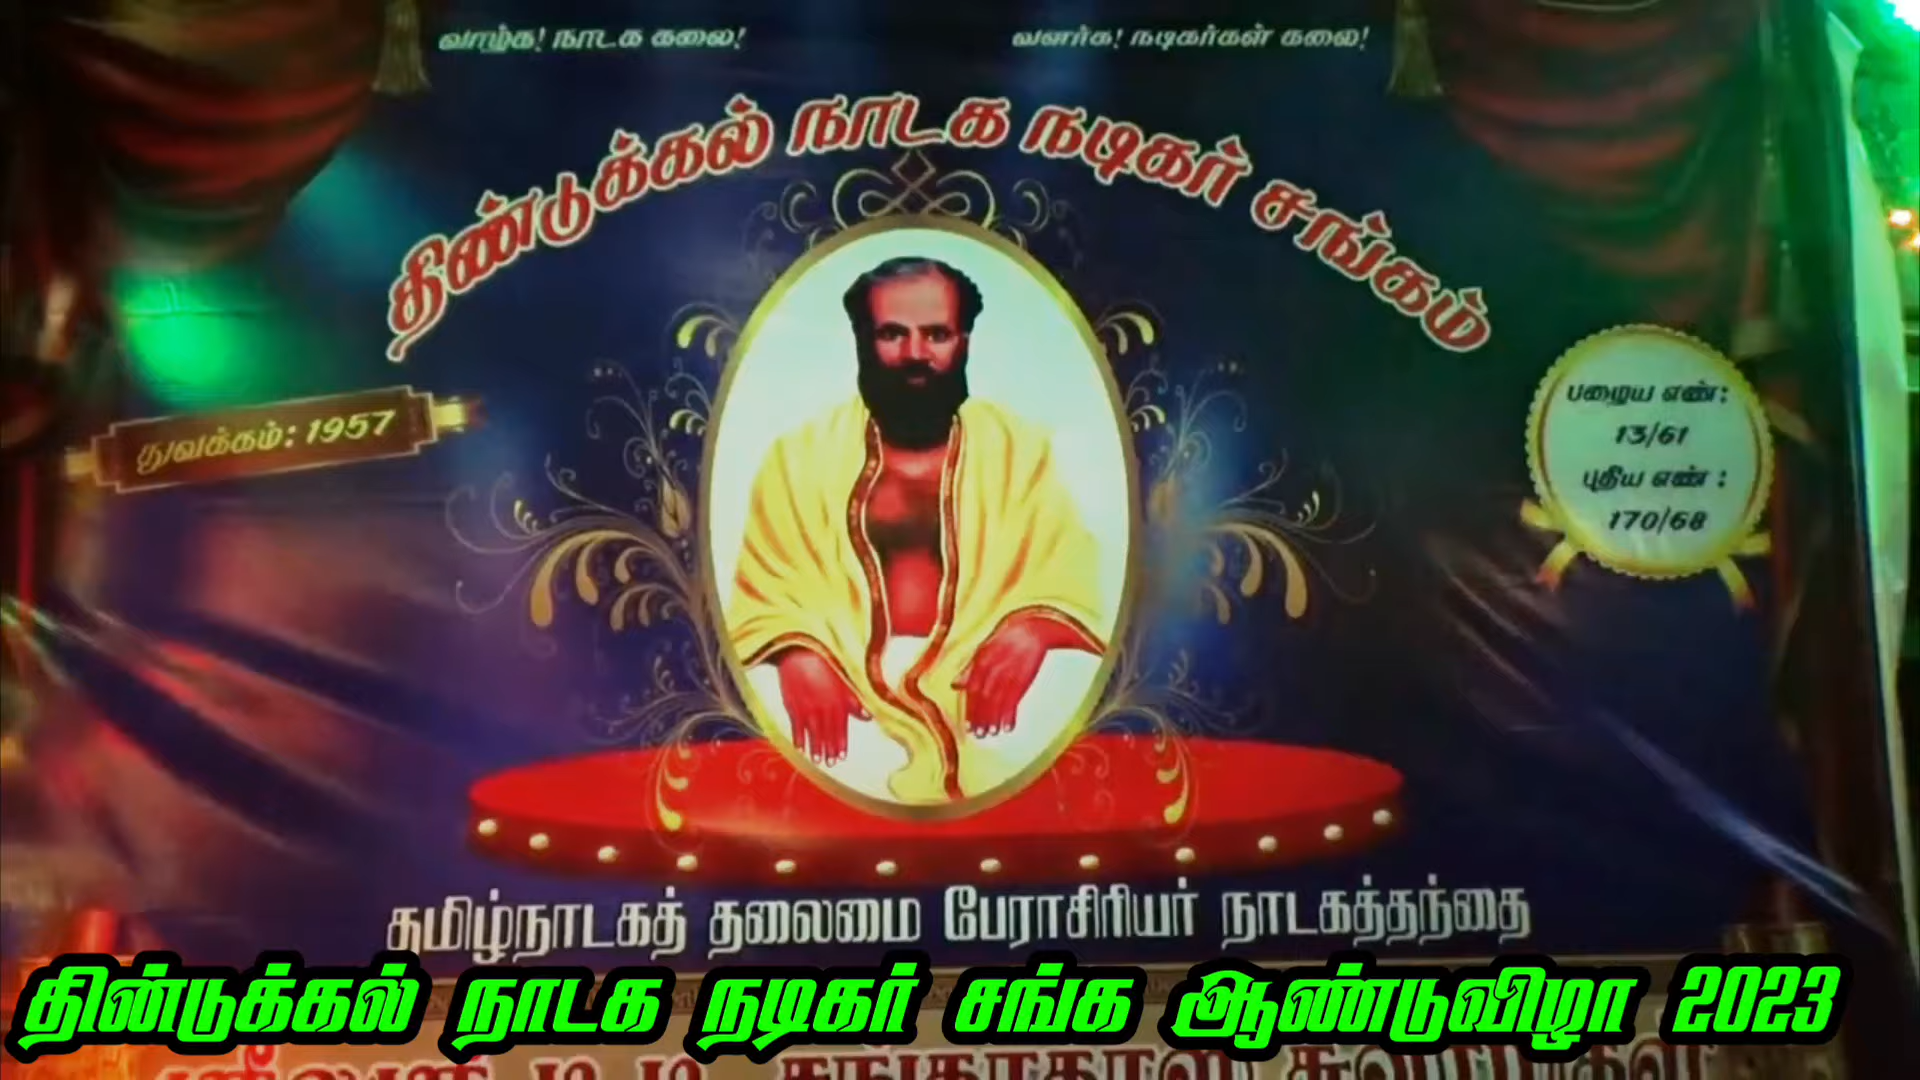 வாழ்க! நாடக கலை!
வளர்க! நடிகர்கள் கலை!
திண்டுக்கல் நாடக நடிகர் சங்கம்
துவக்கம்: 1957
பழைய எண்:
13/61
புதிய எண் :
170/68
தமிழ்நாடகத் தலைமை பேராசிரியர் நாடகத்தந்தை
திண்டுக்கல் நாடக நடிகர் சங்க ஆண்டுவிழா 2023